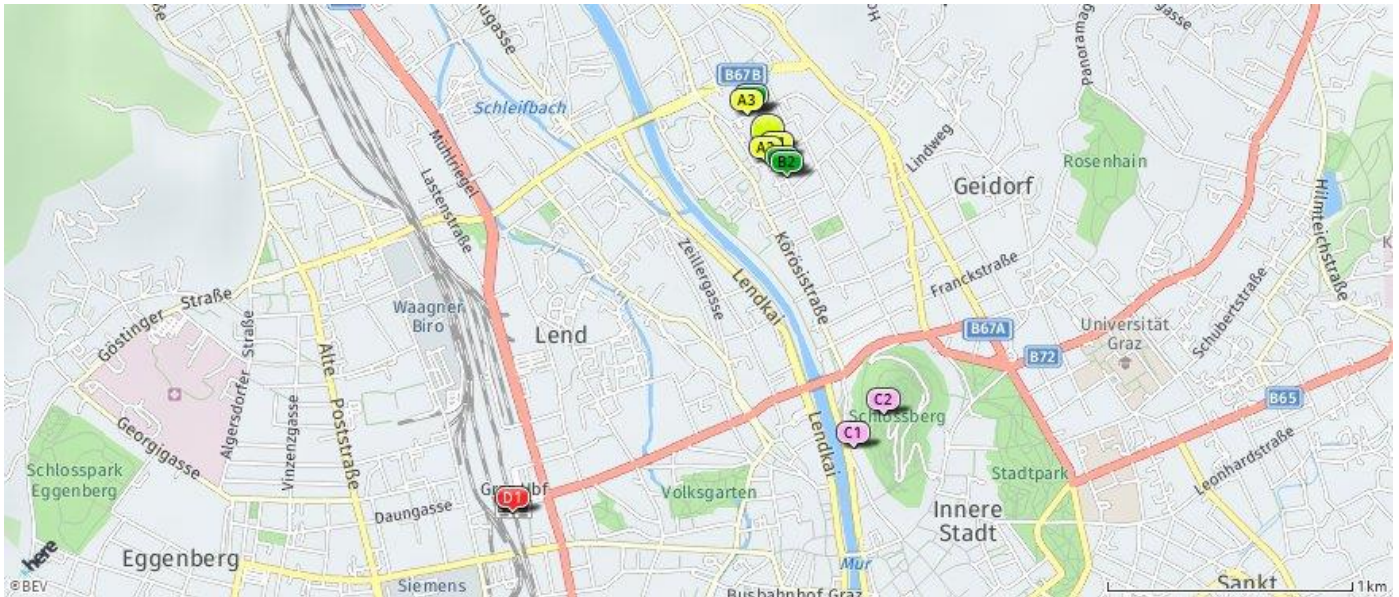 B67B
A3
Schleifbach
B2
Mühlriegel
Lastenstraße
Lindweg
Rosenhain
Panoramag
Geidorf
Hilmteichstraße
Körösistraße
Zeillergasse
Lendkai
Franckstraße
Göstinger Straße
Waagner
Biro
Lend
B67A
B72
Universität
Graz
Schubertstraße
Algersdorfer Straße
Alte Poststraße
Vinzenzgasse
Georgigasse
C2
Schlossberg
C1
B65
Lendkai
Leonhardstraße
Schlosspark
Eggenberg
Stadtpark
D1
Volksgarten
Daungasse
Innere
Stadt
here
Eggenberg
©BEV
Siemens
Mur
Busbahnhof Graz
Sankt
1km